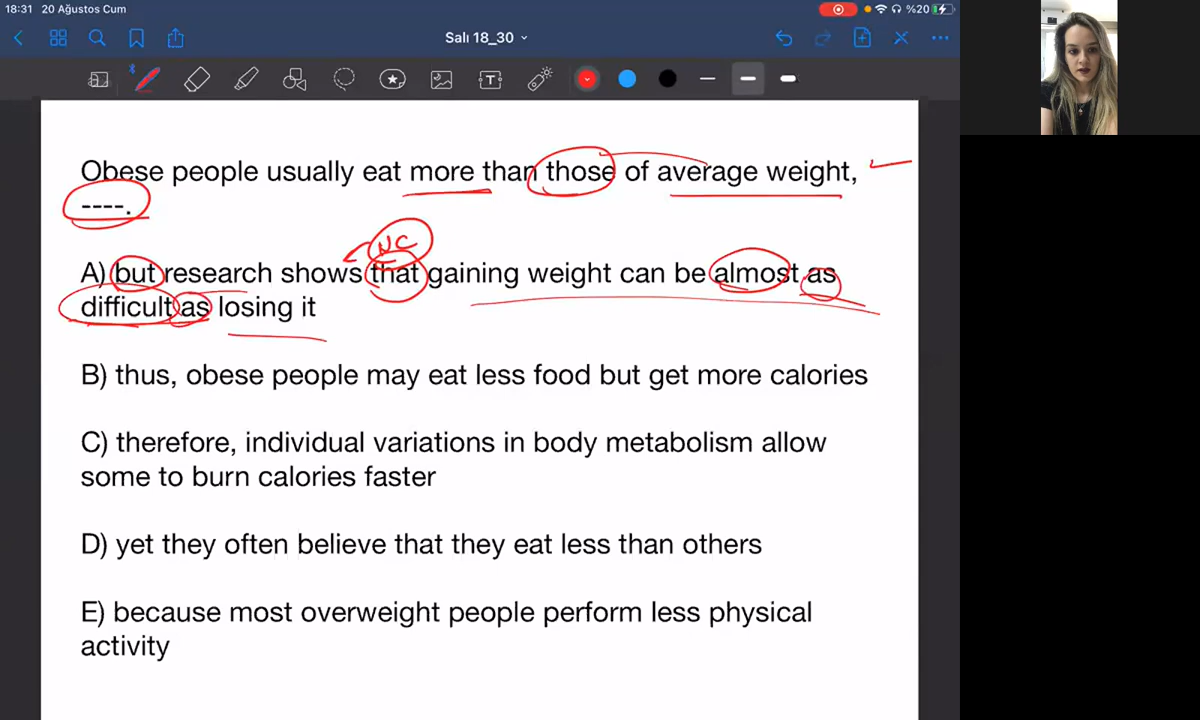 18:31 20 Ağustos Cum
%20
Salı 18_30
T
Obese people usually eat more than those of average weight,
----.
NC
A) but research shows that gaining weight can be almost as
difficult as losing it
B) thus, obese people may eat less food but get more calories
C) therefore, individual variations in body metabolism allow
some to burn calories faster
D) yet they often believe that they eat less than others
E) because most overweight people perform less physical
activity